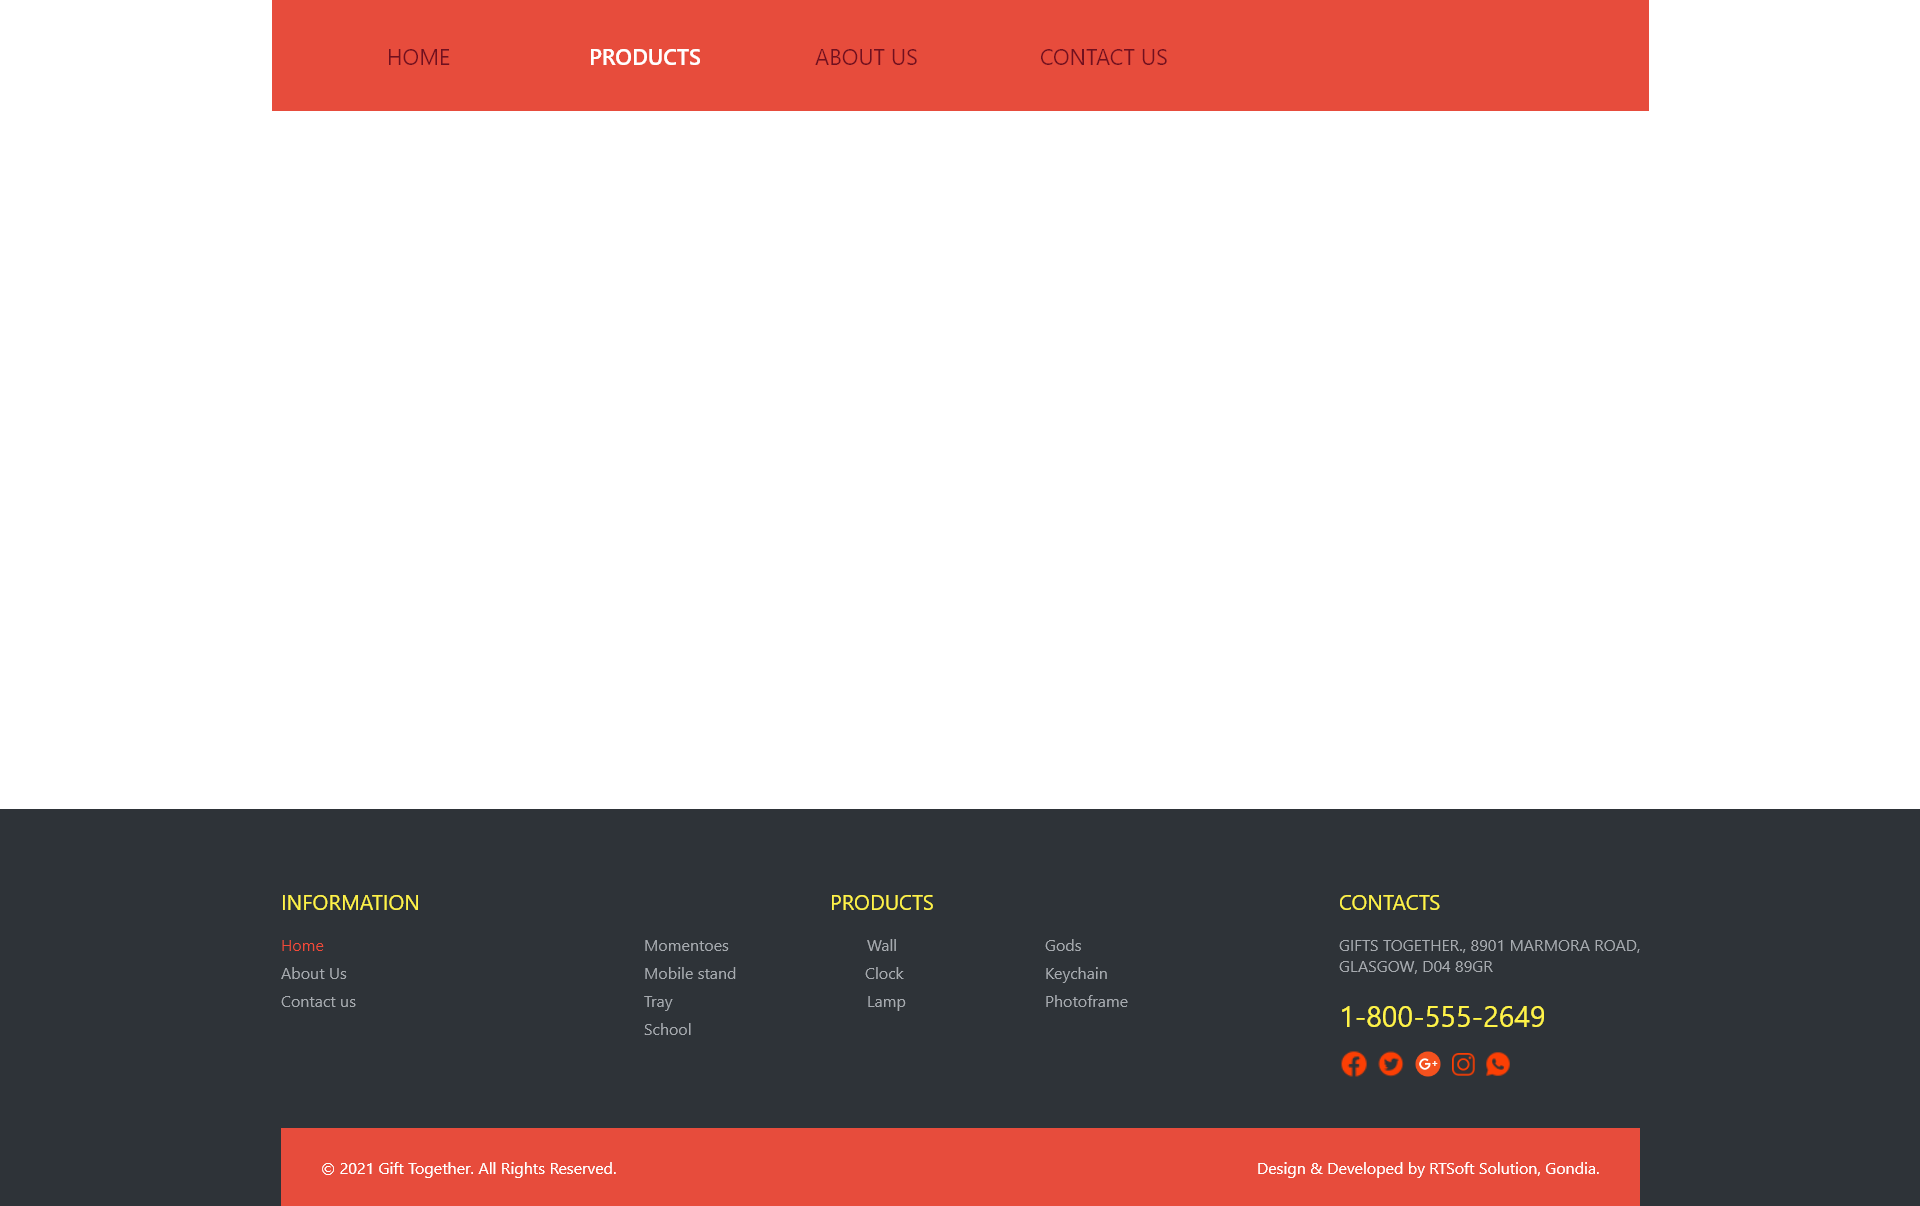 HOME PRODUCTS ABOUT US CONTACT US
INFORMATION
Home
About Us
Contact us
PRODUCTS
Momentoes Wall Gods
Mobile stand Clock Keychain
Tray Lamp Photoframe
School
CONTACTS
GIFTS TOGETHER., 8901 MARMORA ROAD,
GLASGOW, D04 89GR
1-800-555-2649
© 2021 Gift Together. All Rights Reserved. Design & Developed by RTSoft Solution, Gondia.